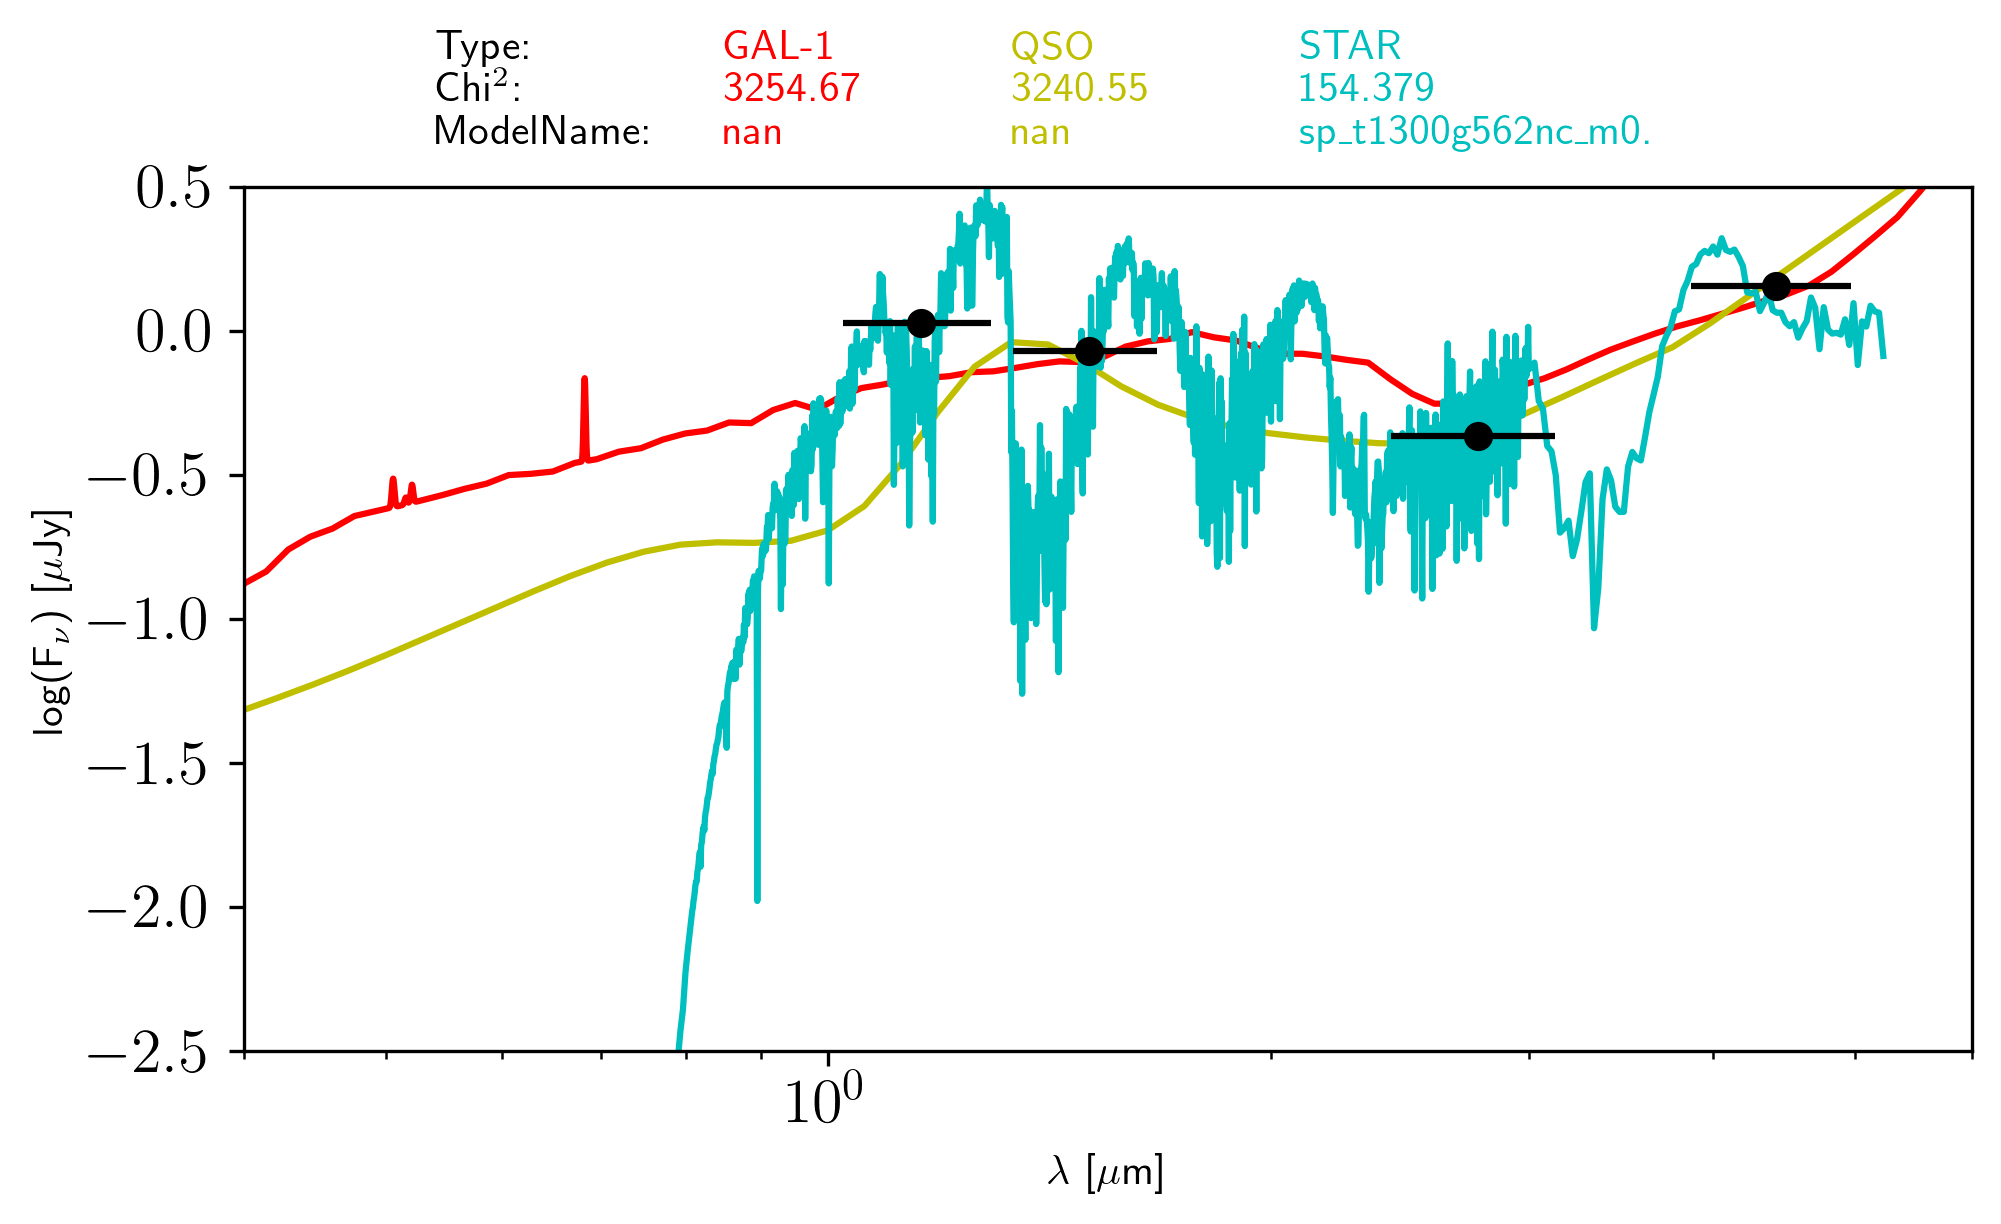 Type: GAL-1 QSO STAR
Chi²: 3254.67 3240.55 154.379
ModelName: nan nan sp_t1300g562nc_m0.
0.5
0.0
−0.5
−1.0
−1.5
−2.0
−2.5
log(Fν) [μJy]
10⁰
λ [μm]